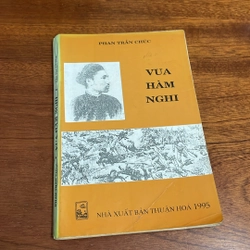 PHAN TRẦN CHÚC
VUA
HÀM
NGHI
NHÀ XUẤT BẢN THUẬN HÓA 1995